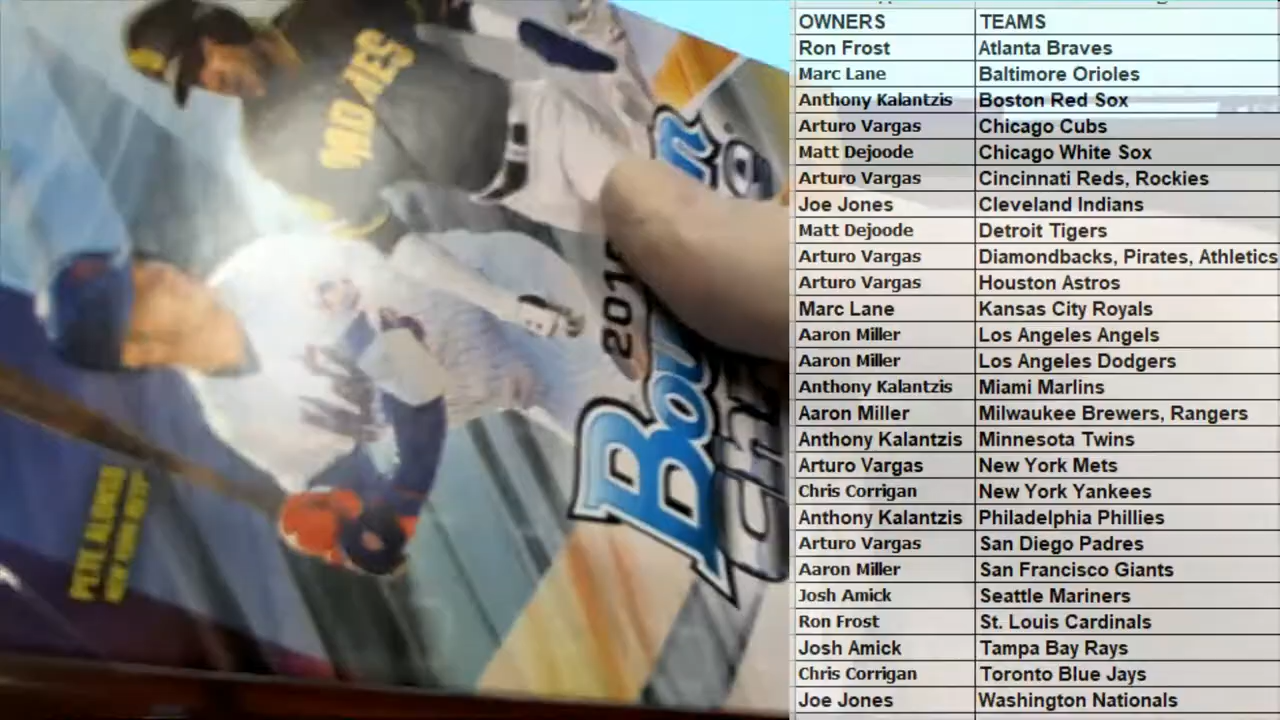 OWNERS TEAMS
Ron Frost Atlanta Braves
Marc Lane Baltimore Orioles
Anthony Kalantzis Boston Red Sox
Arturo Vargas Chicago Cubs
Matt Dejoode Chicago White Sox
Arturo Vargas Cincinnati Reds, Rockies
Joe Jones Cleveland Indians
Matt Dejoode Detroit Tigers
Arturo Vargas Diamondbacks, Pirates, Athletics
Arturo Vargas Houston Astros
Marc Lane Kansas City Royals
Aaron Miller Los Angeles Angels
Aaron Miller Los Angeles Dodgers
Anthony Kalantzis Miami Marlins
Aaron Miller Milwaukee Brewers, Rangers
Anthony Kalantzis Minnesota Twins
Arturo Vargas New York Mets
Chris Corrigan New York Yankees
Anthony Kalantzis Philadelphia Phillies
Arturo Vargas San Diego Padres
Aaron Miller San Francisco Giants
Josh Amick Seattle Mariners
Ron Frost St. Louis Cardinals
Josh Amick Tampa Bay Rays
Chris Corrigan Toronto Blue Jays
Joe Jones Washington Nationals
PETE ALONSO
NEW YORK METS